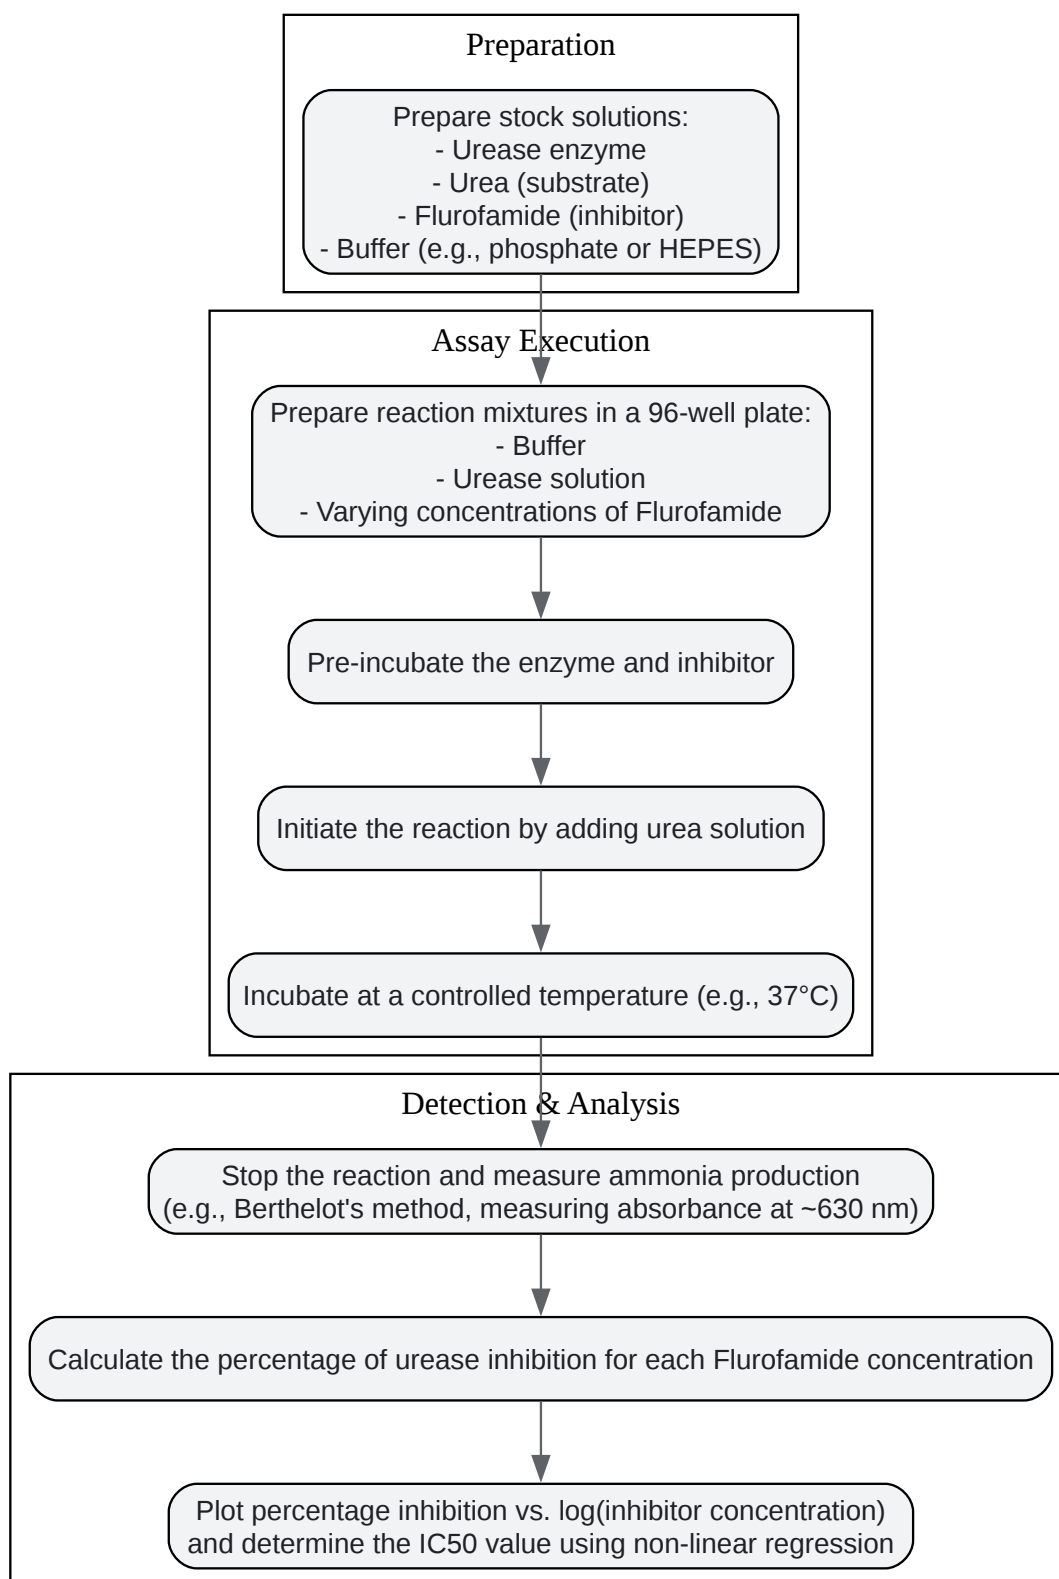 Preparation
Prepare stock solutions:
- Urease enzyme
- Urea (substrate)
- Flurofamide (inhibitor)
- Buffer (e.g., phosphate or HEPES)
Assay Execution
Prepare reaction mixtures in a 96-well plate:
- Buffer
- Urease solution
- Varying concentrations of Flurofamide
Pre-incubate the enzyme and inhibitor
Initiate the reaction by adding urea solution
Incubate at a controlled temperature (e.g., 37°C)
Detection & Analysis
Stop the reaction and measure ammonia production
(e.g., Berthelot's method, measuring absorbance at ~630 nm)
Calculate the percentage of urease inhibition for each Flurofamide concentration
Plot percentage inhibition vs. log(inhibitor concentration)
and determine the IC50 value using non-linear regression